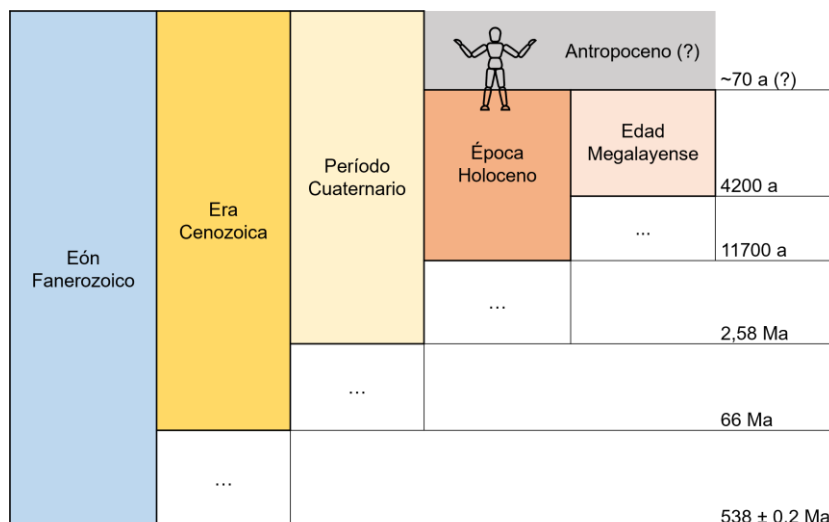 Antropoceno (?)
~70 a (?)
Época
Holoceno
Edad
Megalayense
Período
Cuaternario
4200 a
Era
Cenozoica
...
11700 a
Eón
Fanerozoico
...
2,58 Ma
...
66 Ma
...
538 ± 0,2 Ma